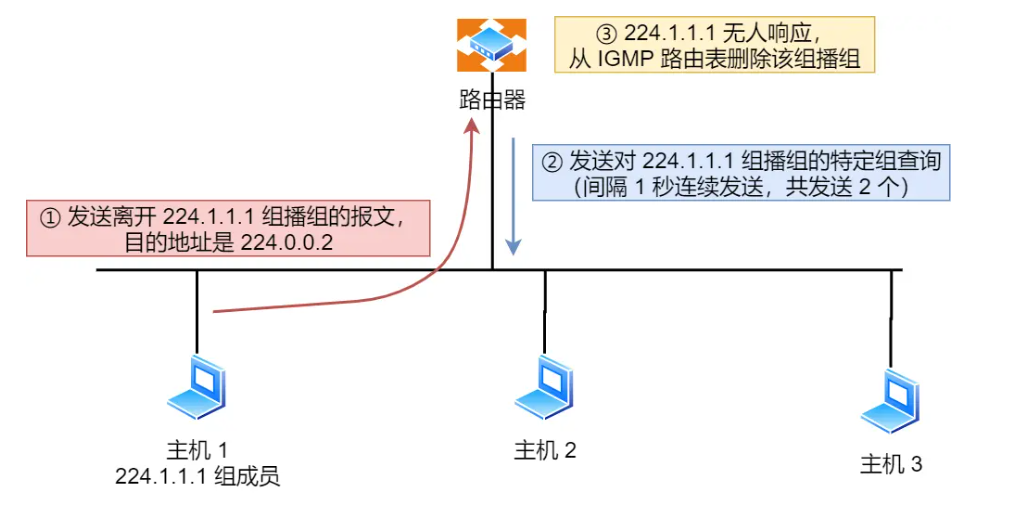 ③ 224.1.1.1 无人响应，
从 IGMP 路由表删除该组播组
路由器
② 发送对 224.1.1.1 组播组的特定组查询
（间隔 1 秒连续发送，共发送 2 个）
① 发送离开 224.1.1.1 组播组的报文，
目的地址是 224.0.0.2
主机 1
224.1.1.1 组成员
主机 2
主机 3